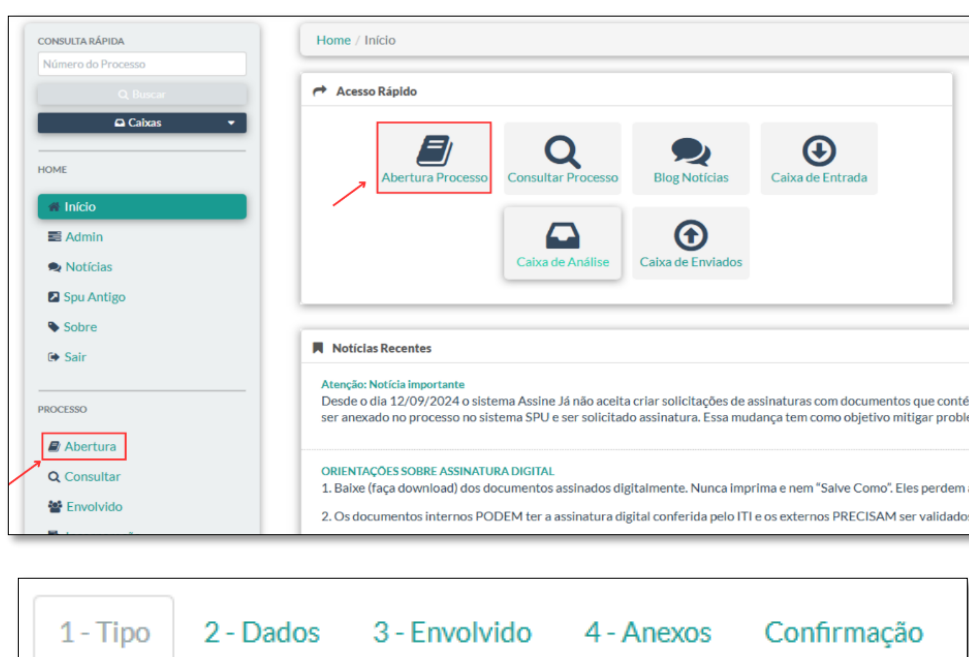 CONSULTA RÁPIDA
Número do Processo
Buscar
Caixas
HOME
Início
Admin
Notícias
Spu Antigo
Sobre
Sair
PROCESSO
Abertura
Consultar
Envolvido
Home / Início
Acesso Rápido
Abertura Processo
Consultar Processo
Blog Notícias
Caixa de Entrada
Caixa de Análise
Caixa de Enviados
Notícias Recentes
Atenção: Notícia importante
Desde o dia 12/09/2024 o sistema Assine Já não aceita criar solicitações de assinaturas com documentos que conté
ser anexado no processo no sistema SPU e ser solicitado assinatura. Essa mudança tem como objetivo mitigar proble
ORIENTAÇÕES SOBRE ASSINATURA DIGITAL
1. Baixe (faça download) dos documentos assinados digitalmente. Nunca imprima e nem “Salve Como”. Eles perdem
2. Os documentos internos PODEM ter a assinatura digital conferida pelo ITI e os externos PRECISAM ser validados
1 - Tipo 2 - Dados 3 - Envolvido 4 - Anexos Confirmação